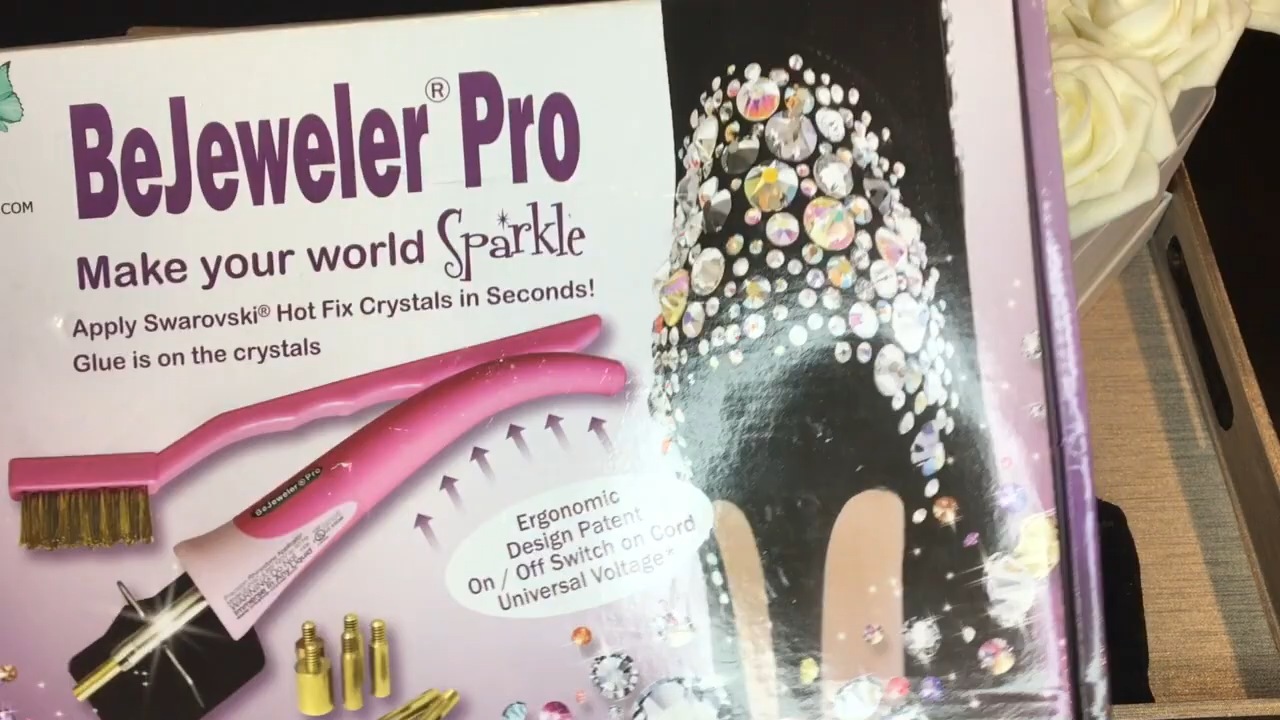 BeJeweler® Pro
.COM
Make your world Sparkle
Apply Swarovski® Hot Fix Crystals in Seconds!
Glue is on the crystals
BeJeweler® Pro
Ergonomic
Design Patent
On / Off Switch on Cord
Universal Voltage*